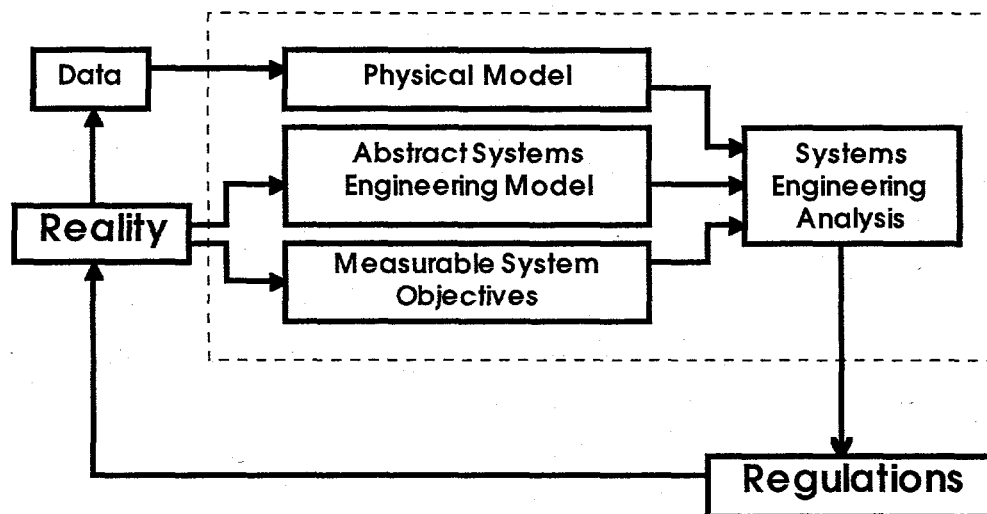 Data
Physical Model
Abstract Systems
Engineering Model
Systems
Engineering
Analysis
Reality
Measurable System
Objectives
Regulations